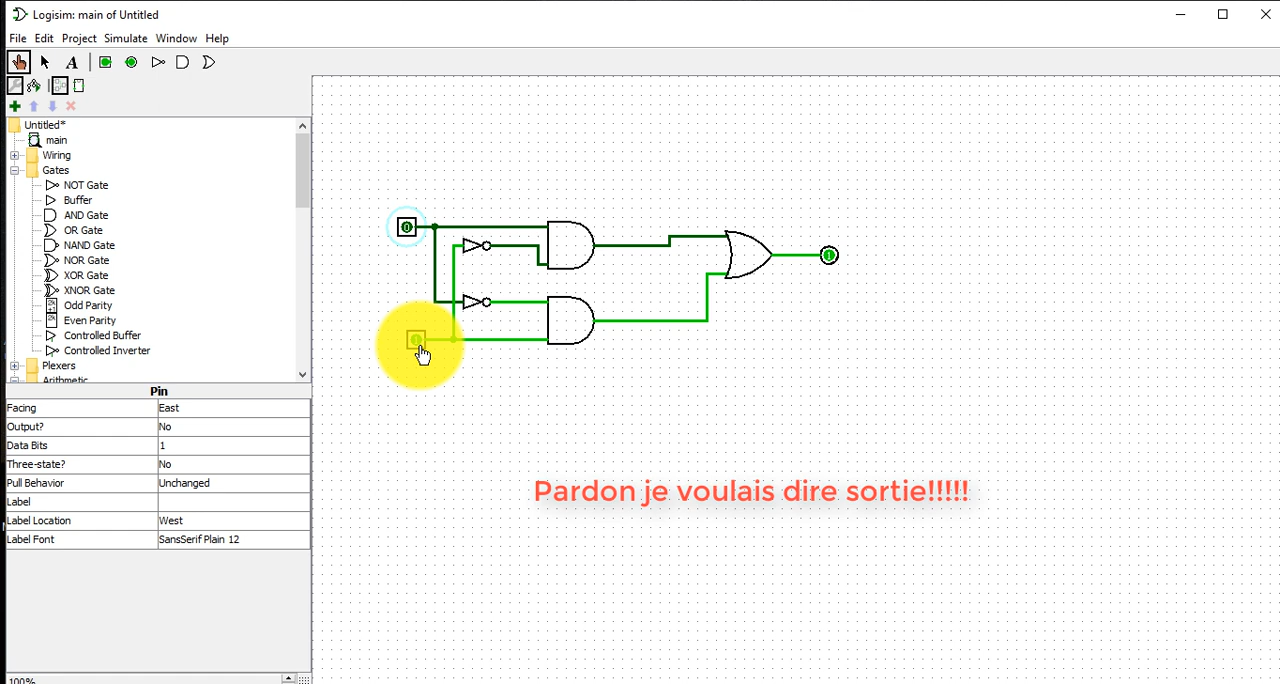 Logisim: main of Untitled
File Edit Project Simulate Window Help
A
Untitled*
main
Wiring
Gates
NOT Gate
Buffer
AND Gate
OR Gate
NAND Gate
NOR Gate
XOR Gate
XNOR Gate
Odd Parity
Even Parity
Controlled Buffer
Controlled Inverter
Plexers
Arithmetic
Pin
Facing East
Output? No
Data Bits 1
Three-state? No
Pull Behavior Unchanged
Label
Label Location West
Label Font SansSerif Plain 12
100%
0
1
1
Pardon je voulais dire sortie!!!!!